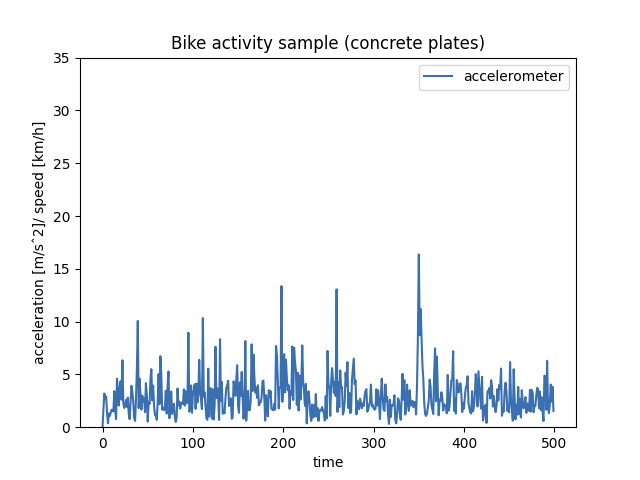 Bike activity sample (concrete plates)
accelerometer
35
30
25
20
15
10
5
0
acceleration [m/s^2]/ speed [km/h]
0 100 200 300 400 500
time